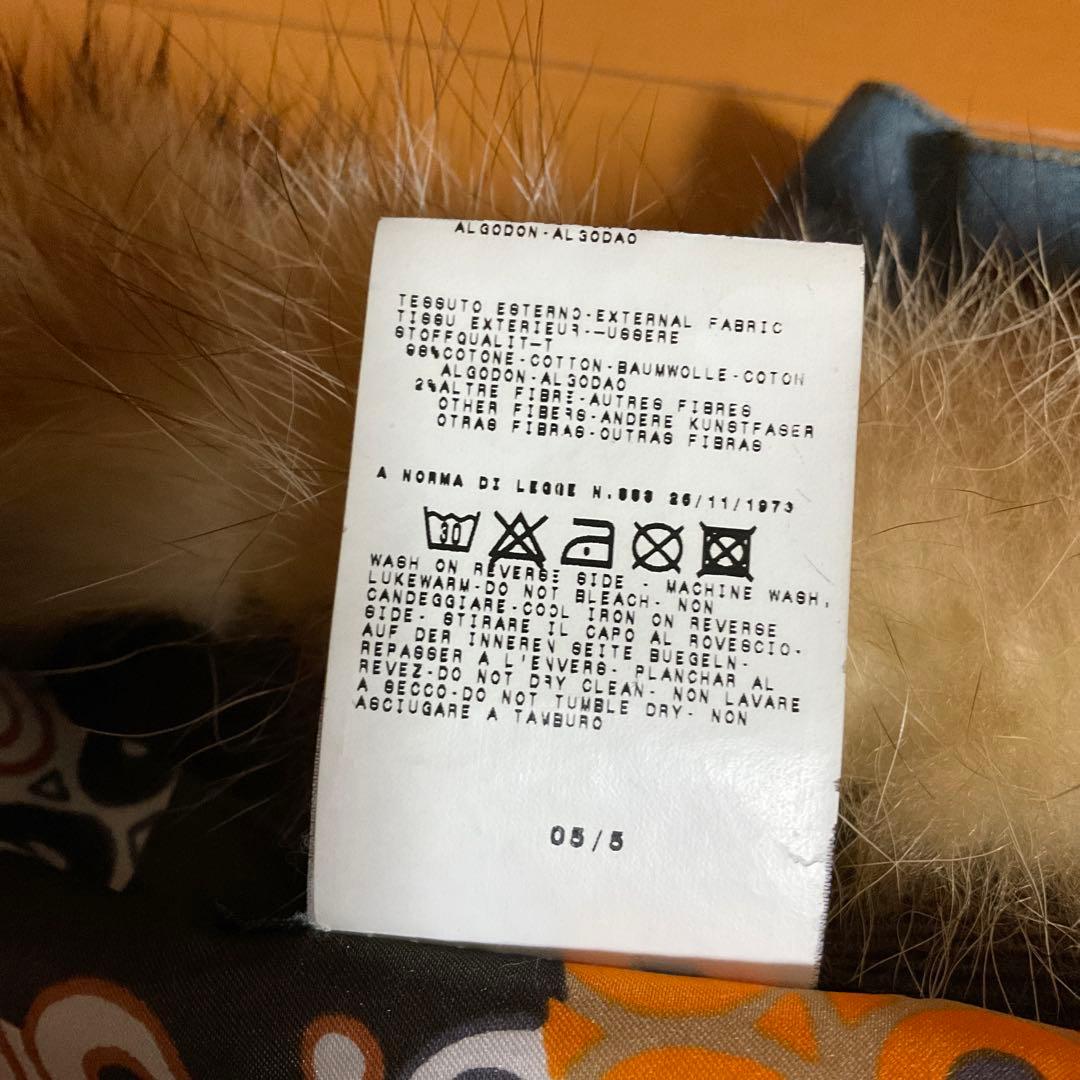 ALGODON-ALGODAO
TESSUTO ESTERNO-EXTERNAL FABRIC
TISSU EXTERIEUR-—USSERE
STOFFQUALIT—T
98%COTONE-COTTON-BAUMWOLLE-COTON
ALGODON-ALGODAO
2%ALTRE FIBRE-AUTRES FIBRES
OTHER FIBERS-ANDERE KUNSTFASER
OTRAS FIBRAS-OUTRAS FIBRAS
A NORMA DI LEGGE N.883 26/11/1973
30
WASH ON REVERSE SIDE - MACHINE WASH,
LUKEWARM-DO NOT BLEACH- NON
CANDEGGIARE-COOL IRON ON REVERSE
SIDE- STIRARE IL CAPO AL ROVESCIO-
AUF DER INNEREN SEITE BUEGELN-
REPASSER A L'ENVERS- PLANCHAR AL
REVEZ-DO NOT DRY CLEAN- NON LAVARE
A SECCO-DO NOT TUMBLE DRY- NON
ASCIUGARE A TAMBURO
05/5